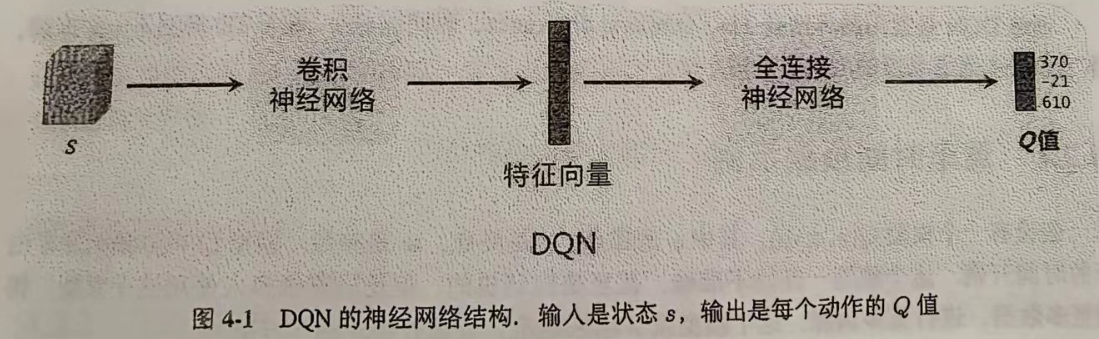 s
卷积
神经网络
特征向量
全连接
神经网络
370
-21
610
Q值
DQN
图 4-1 DQN 的神经网络结构. 输入是状态 s, 输出是每个动作的 Q 值